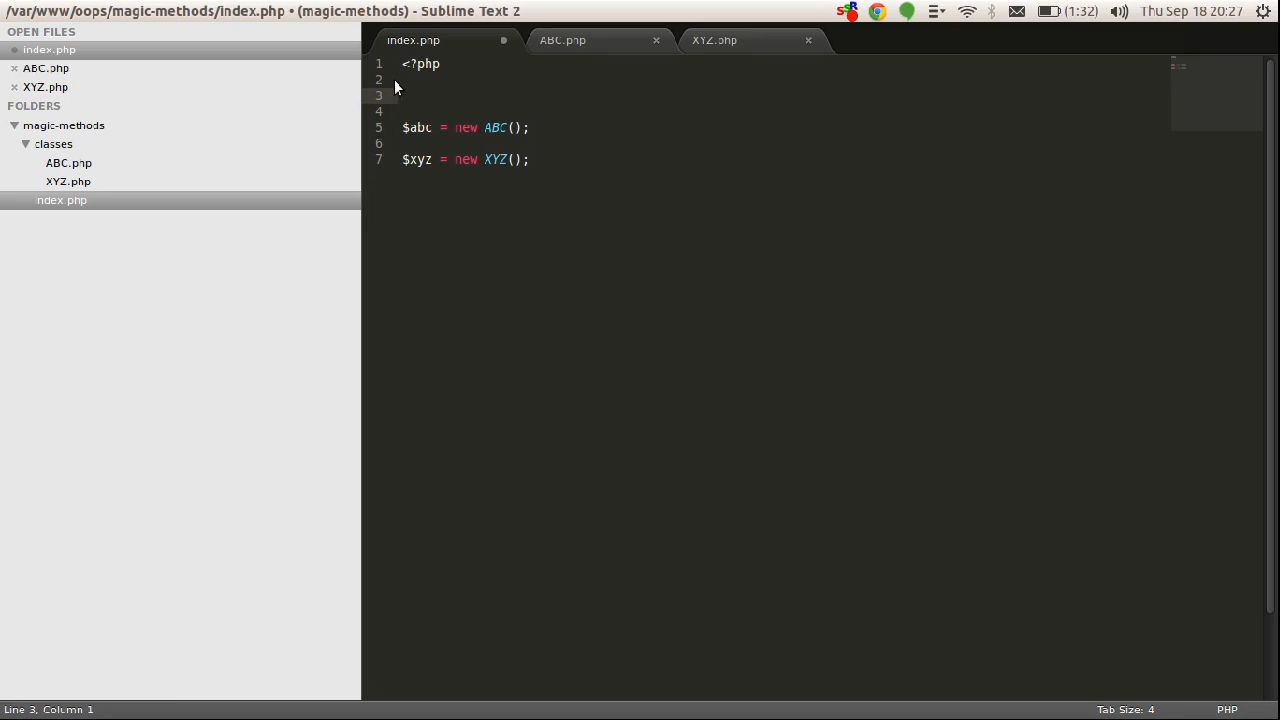 /var/www/oops/magic-methods/index.php • (magic-methods) - Sublime Text 2
SSR
(1:32)
Thu Sep 18 20:27
OPEN FILES
index.php
ABC.php
XYZ.php
FOLDERS
magic-methods
classes
ABC.php
XYZ.php
index.php
index.php
ABC.php
XYZ.php
1 <?php
2
3
4
5 $abc = new ABC();
6
7 $xyz = new XYZ();
Line 3, Column 1
Tab Size: 4
PHP